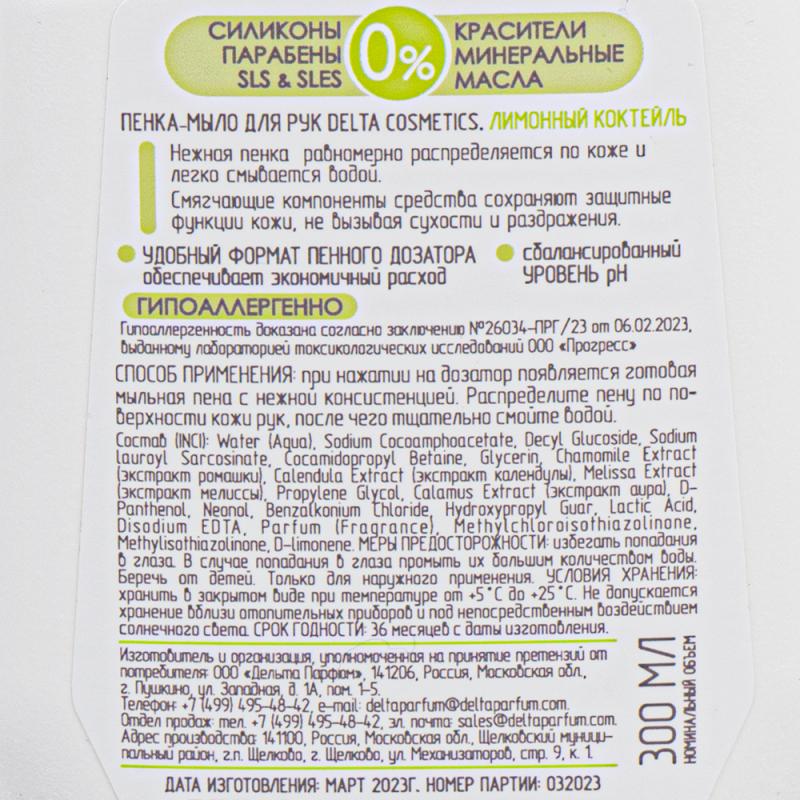 СИЛИКОНЫ
ПАРАБЕНЫ
SLS & SLES
0%
КРАСИТЕЛИ
МИНЕРАЛЬНЫЕ
МАСЛА
ПЕНКА-МЫЛО ДЛЯ РУК DELTA COSMETICS. ЛИМОННЫЙ КОКТЕЙЛЬ
Нежная пенка равномерно распределяется по коже и
легко смывается водой.
Смягчающие компоненты средства сохраняют защитные
функции кожи, не вызывая сухости и раздражения.
УДОБНЫЙ ФОРМАТ ПЕННОГО ДОЗАТОРА
обеспечивает экономичный расход
сбалансированный
УРОВЕНЬ pH
ГИПОАЛЛЕРГЕННО
Гипоаллергенность доказана согласно заключению №26034-ПРГ/23 от 06.02.2023,
выданному лабораторией токсикологических исследований ООО «Прогресс»
СПОСОБ ПРИМЕНЕНИЯ: при нажатии на дозатор появляется готовая
мыльная пена с нежной консистенцией. Распределите пену по по-
верхности кожи рук, после чего тщательно смойте водой.
Состав (INCI): Water (Aqua), Sodium Cocoamphoacetate, Decyl Glucoside, Sodium
lauroyl Sarcosinate, Cocamidopropyl Betaine, Glycerin, Chamomile Extract
(экстракт ромашки), Calendula Extract (экстракт календулы), Melissa Extract
(экстракт мелиссы), Propylene Glycol, Calamus Extract (экстракт аира), D-
Panthenol, Neonol, Benzalkonium Chloride, Hydroxypropyl Guar, Lactic Acid,
Disodium EDTA, Parfum (Fragrance), Methylchloroisothiazolinone,
Methylisothiazolinone, D-limonene. МЕРЫ ПРЕДОСТОРОЖНОСТИ: избегать попадания
в глаза. В случае попадания в глаза промыть их большим количеством воды.
Беречь от детей. Только для наружного применения. УСЛОВИЯ ХРАНЕНИЯ:
хранить в закрытом виде при температуре от +5°C до +25°C. Не допускается
хранение вблизи отопительных приборов и под непосредственным воздействием
солнечного света. СРОК ГОДНОСТИ: 36 месяцев с даты изготовления.
Изготовитель и организация, уполномоченная на принятие претензий от
потребителя: ООО «Дельта Парфюм», 141206, Россия, Московская обл.,
г. Пушкино, ул. Западная, д. 1А, пом. 1-5.
Телефон: +7 (499) 495-48-42, e-mail: deltaparfum@deltaparfum.com.
Отдел продаж: тел. +7 (499) 495-48-42, эл. почта: sales@deltaparfum.com.
Адрес производства: 141100, Россия, Московская обл., Щелковский муници-
пальный район, г.п. Щелково, г. Щелково, ул. Механизаторов, стр. 9, к. 1.
300 МЛ
НОМИНАЛЬНЫЙ ОБЪЕМ
ДАТА ИЗГОТОВЛЕНИЯ: МАРТ 2023Г. НОМЕР ПАРТИИ: 032023